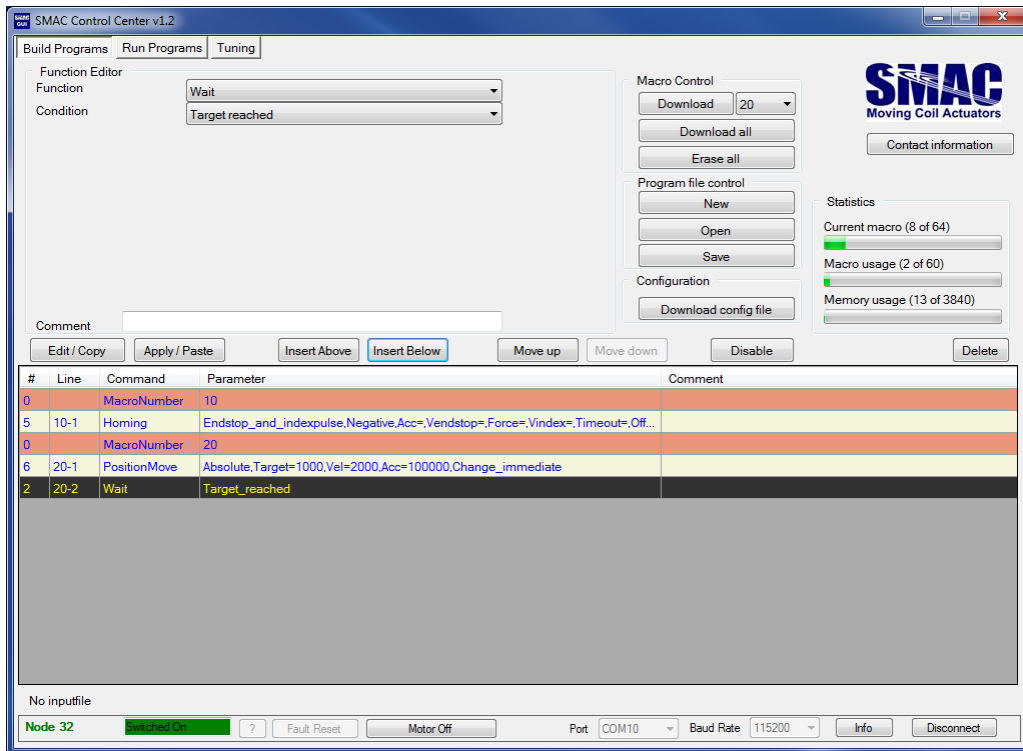 SMAC GUI
SMAC Control Center v1.2
Build Programs Run Programs Tuning
Function Editor
Function Wait
Condition Target reached
Comment
Macro Control
Download 20
Download all
Erase all
Program file control
New
Open
Save
Configuration
Download config file
SMAC
Moving Coil Actuators
Contact information
Statistics
Current macro (8 of 64)
Macro usage (2 of 60)
Memory usage (13 of 3840)
Edit / Copy Apply / Paste Insert Above Insert Below Move up Move down Disable Delete
# Line Command Parameter Comment
0 MacroNumber 10
5 10-1 Homing Endstop_and_indexpulse,Negative,Acc=,Vendstop=,Force=,Vindex=,Timeout=,Off...
0 MacroNumber 20
6 20-1 PositionMove Absolute,Target=1000,Vel=2000,Acc=100000,Change_immediate
2 20-2 Wait Target_reached
No inputfile
Node 32 Switched On ? Fault Reset Motor Off Port COM10 Baud Rate 115200 Info Disconnect